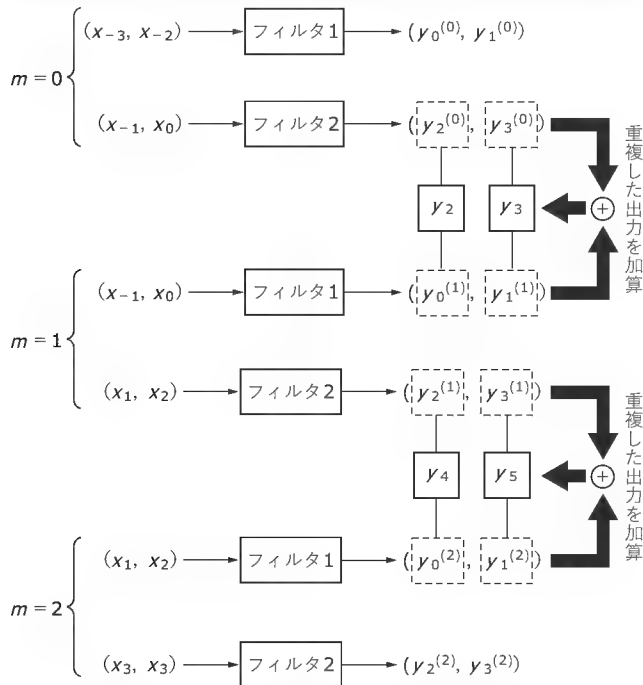 m=0
(x₋₃, x₋₂) フィルタ1 (y₀⁽⁰⁾, y₁⁽⁰⁾)
(x₋₁, x₀) フィルタ2 (y₂⁽⁰⁾, y₃⁽⁰⁾)
y₂ y₃ +
重複した出力を加算
m=1
(x₋₁, x₀) フィルタ1 (y₀⁽¹⁾, y₁⁽¹⁾)
(x₁, x₂) フィルタ2 (y₂⁽¹⁾, y₃⁽¹⁾)
y₄ y₅ +
重複した出力を加算
m=2
(x₁, x₂) フィルタ1 (y₀⁽²⁾, y₁⁽²⁾)
(x₃, x₃) フィルタ2 (y₂⁽²⁾, y₃⁽²⁾)